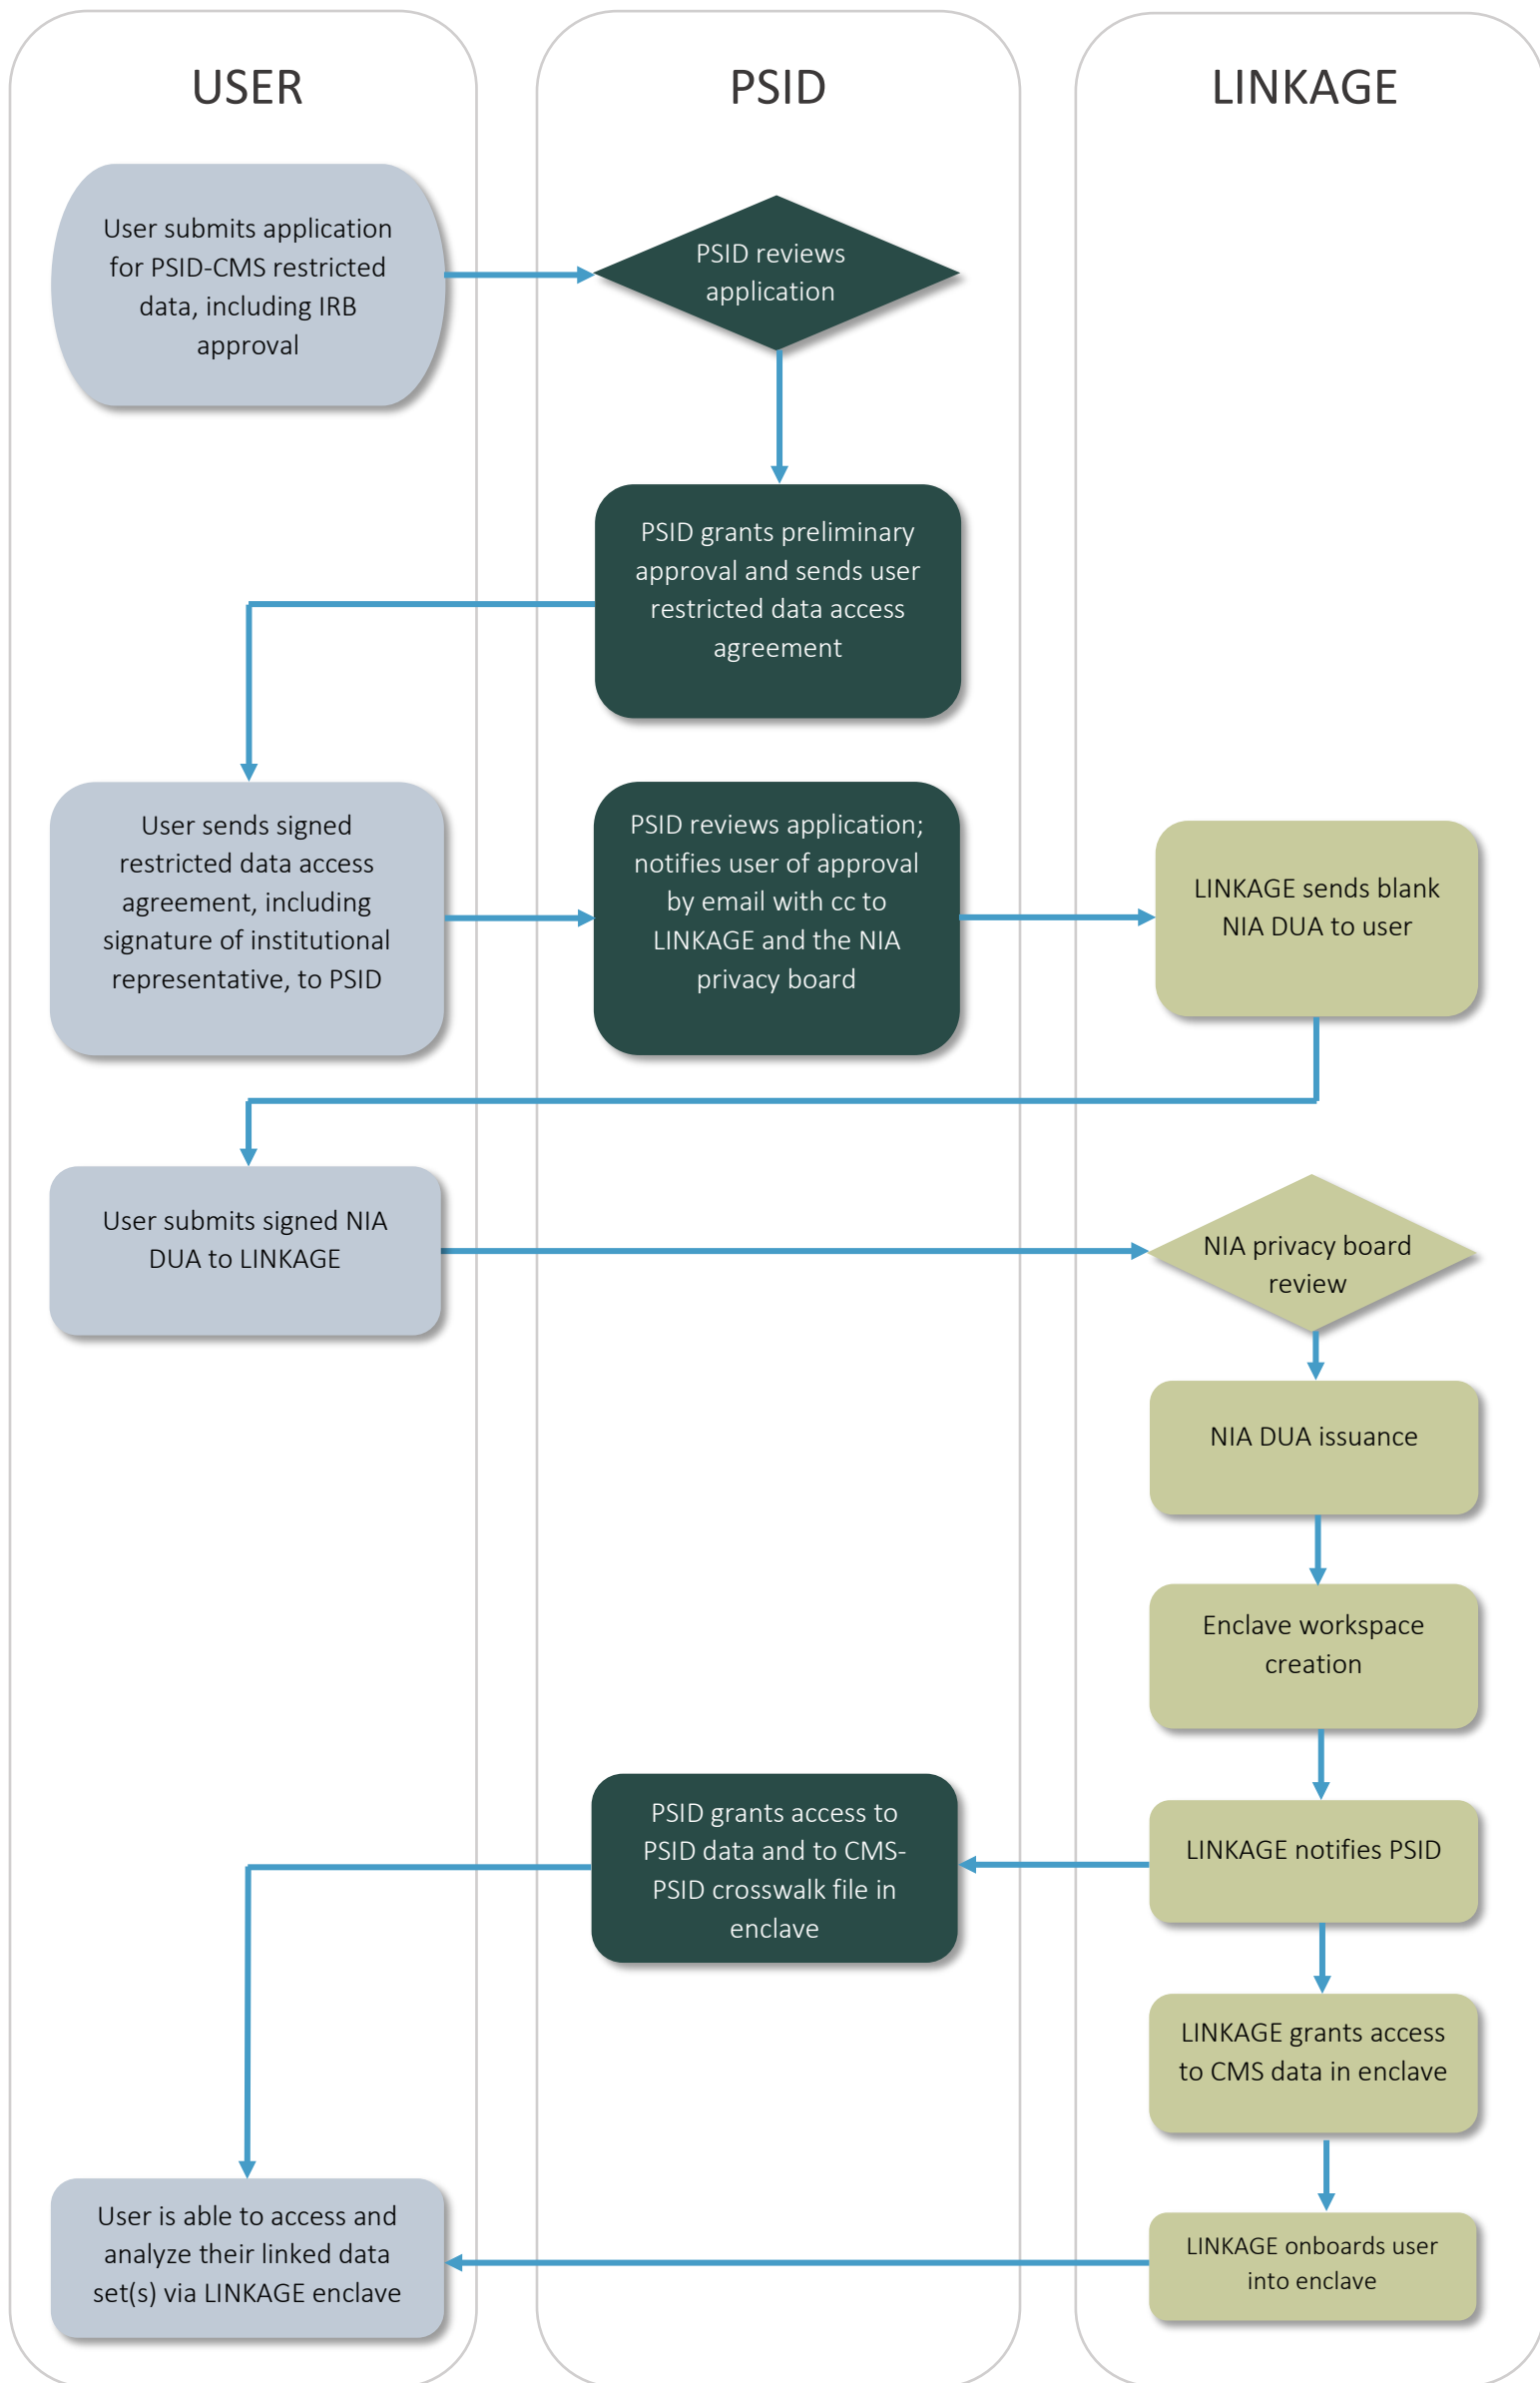 USER
PSID
LINKAGE
User submits application
for PSID-CMS restricted
data, including IRB
approval
PSID reviews
application
PSID grants preliminary
approval and sends user
restricted data access
agreement
User sends signed
restricted data access
agreement, including
signature of institutional
representative, to PSID
PSID reviews application;
notifies user of approval
by email with cc to
LINKAGE and the NIA
privacy board
LINKAGE sends blank
NIA DUA to user
User submits signed NIA
DUA to LINKAGE
NIA privacy board
review
NIA DUA issuance
Enclave workspace
creation
LINKAGE notifies PSID
PSID grants access to
PSID data and to CMS-
PSID crosswalk file in
enclave
LINKAGE grants access
to CMS data in enclave
LINKAGE onboards user
into enclave
User is able to access and
analyze their linked data
set(s) via LINKAGE enclave